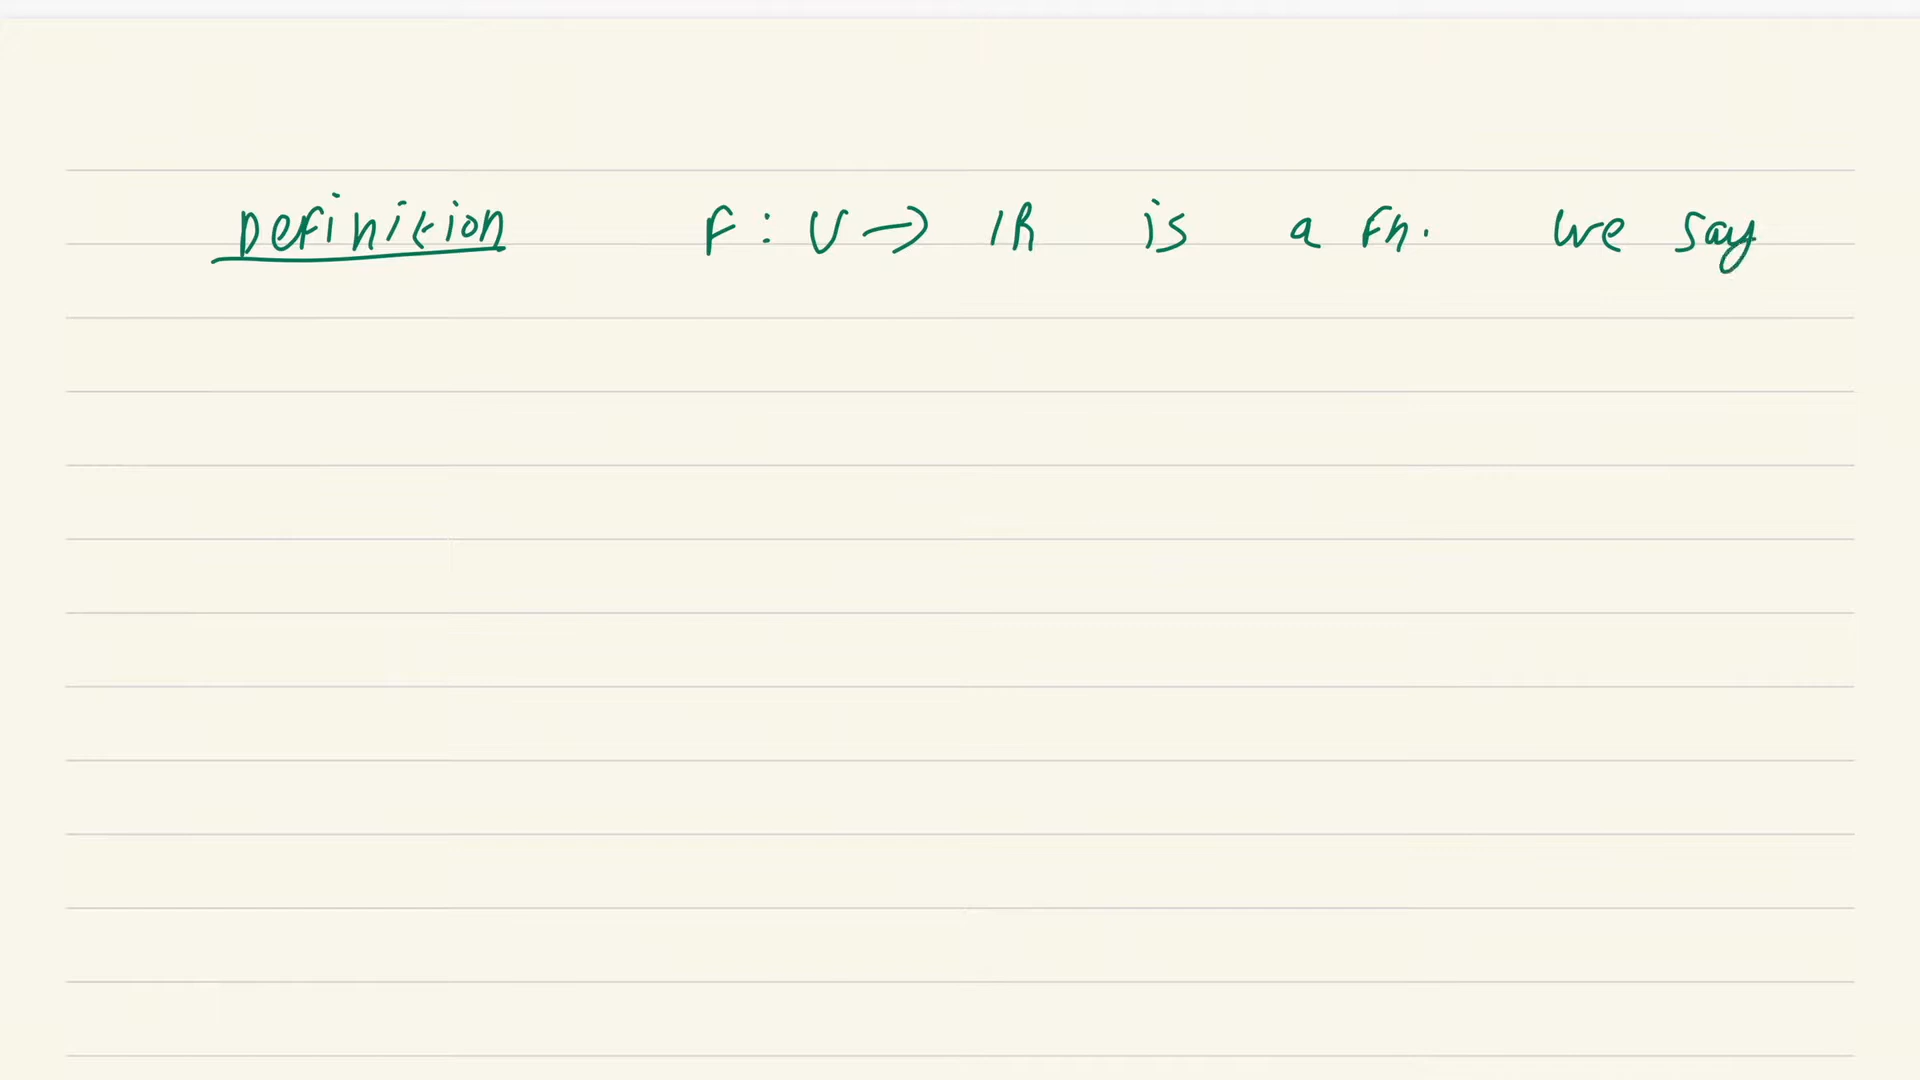 Definition F : U → ℝ is a Fn. We say